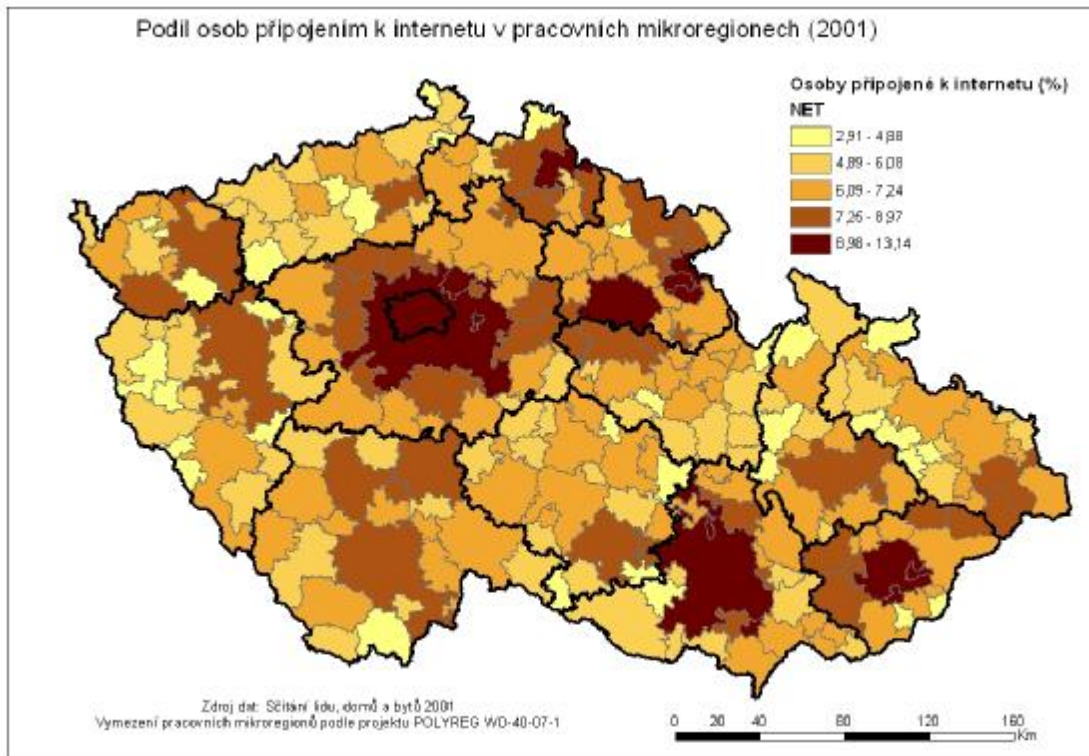 Podíl osob připojením k internetu v pracovních mikroregionech (2001)
Osoby připojené k internetu (%)
NET
2,91 - 4,88
4,89 - 6,08
6,09 - 7,24
7,25 - 8,97
8,98 - 13,14
Zdroj dat: Sčítání lidu, domů a bytů 2001
Vymezení pracovních mikroregionů podle projektu POLYREG WD-40-07-1
0 20 40 80 120 160
Km